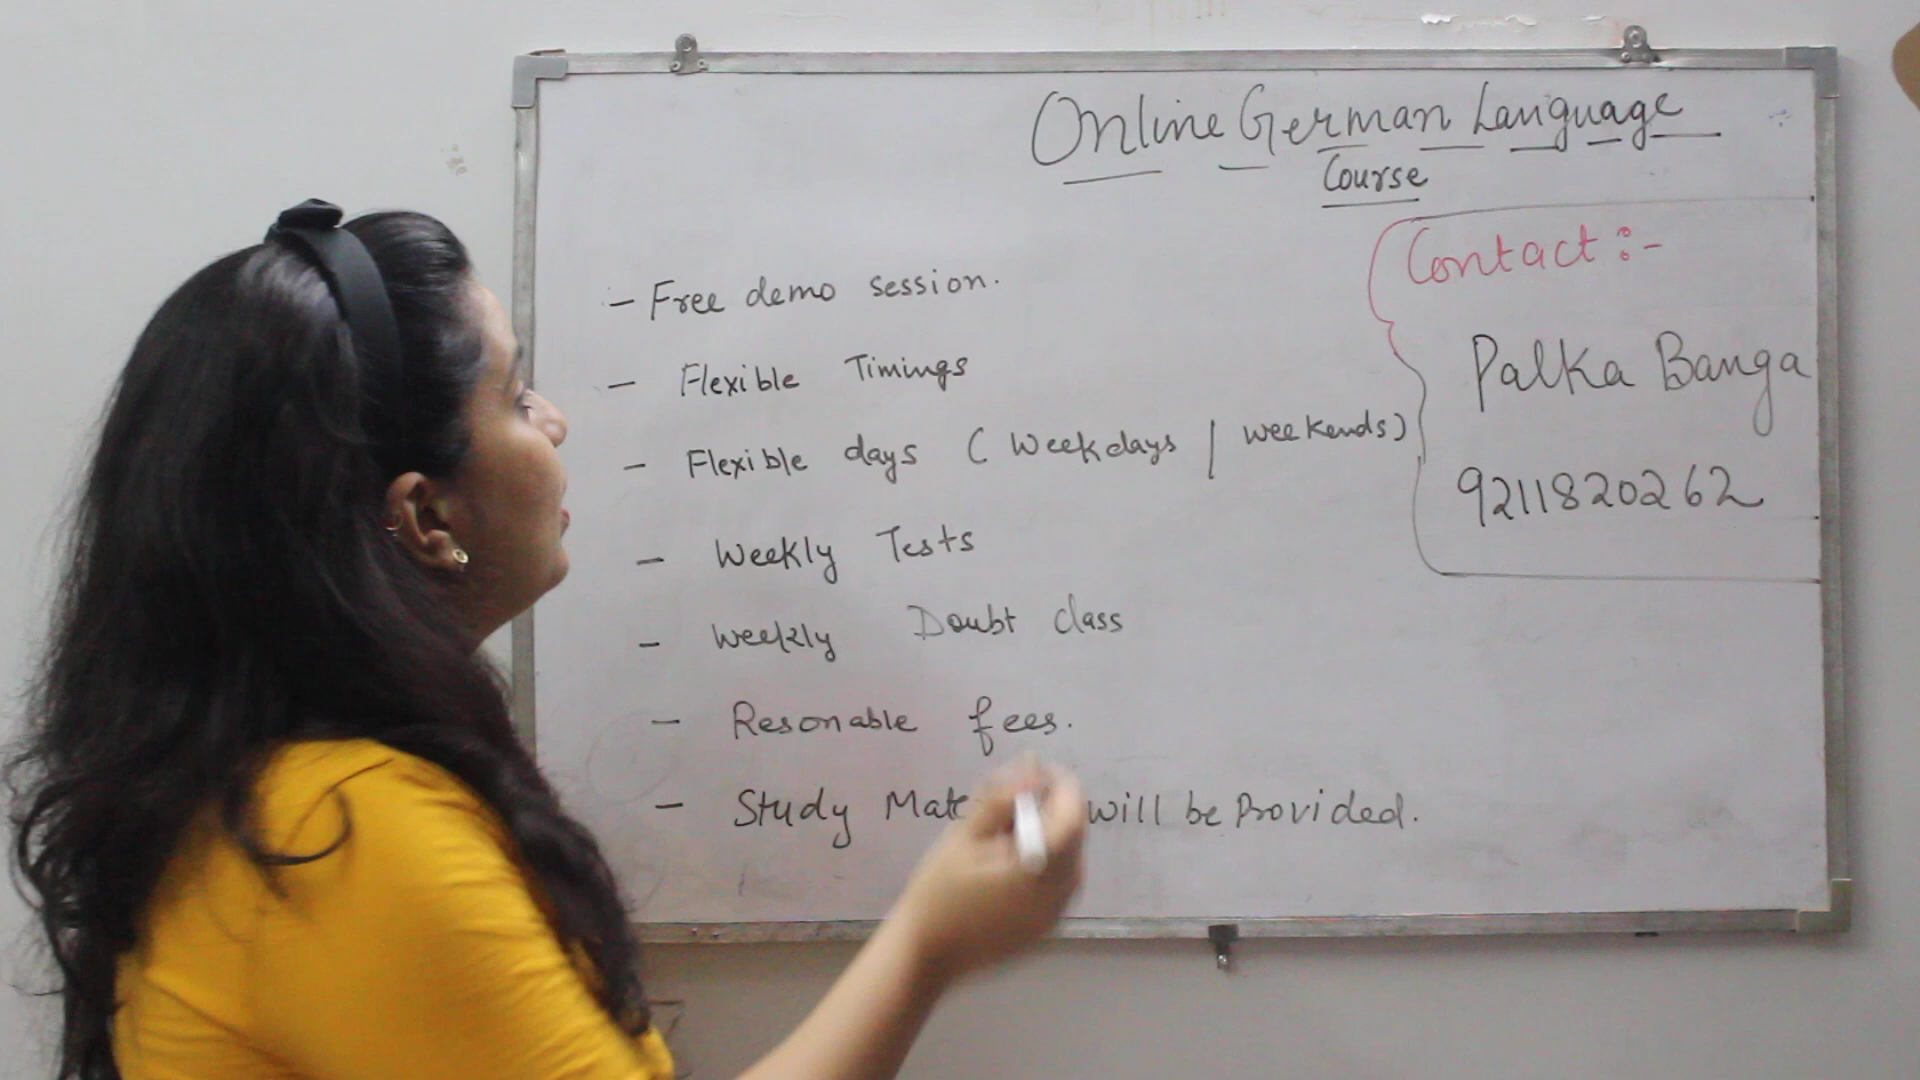 Online German Language
Course
- Free demo session.
- Flexible Timings
- Flexible days (Weekdays | weekends)
- Weekly Tests
- Weekly Doubt class
- Resonable fees.
- Study will be Provided.
Contact :-
Palka Banga
9211820262